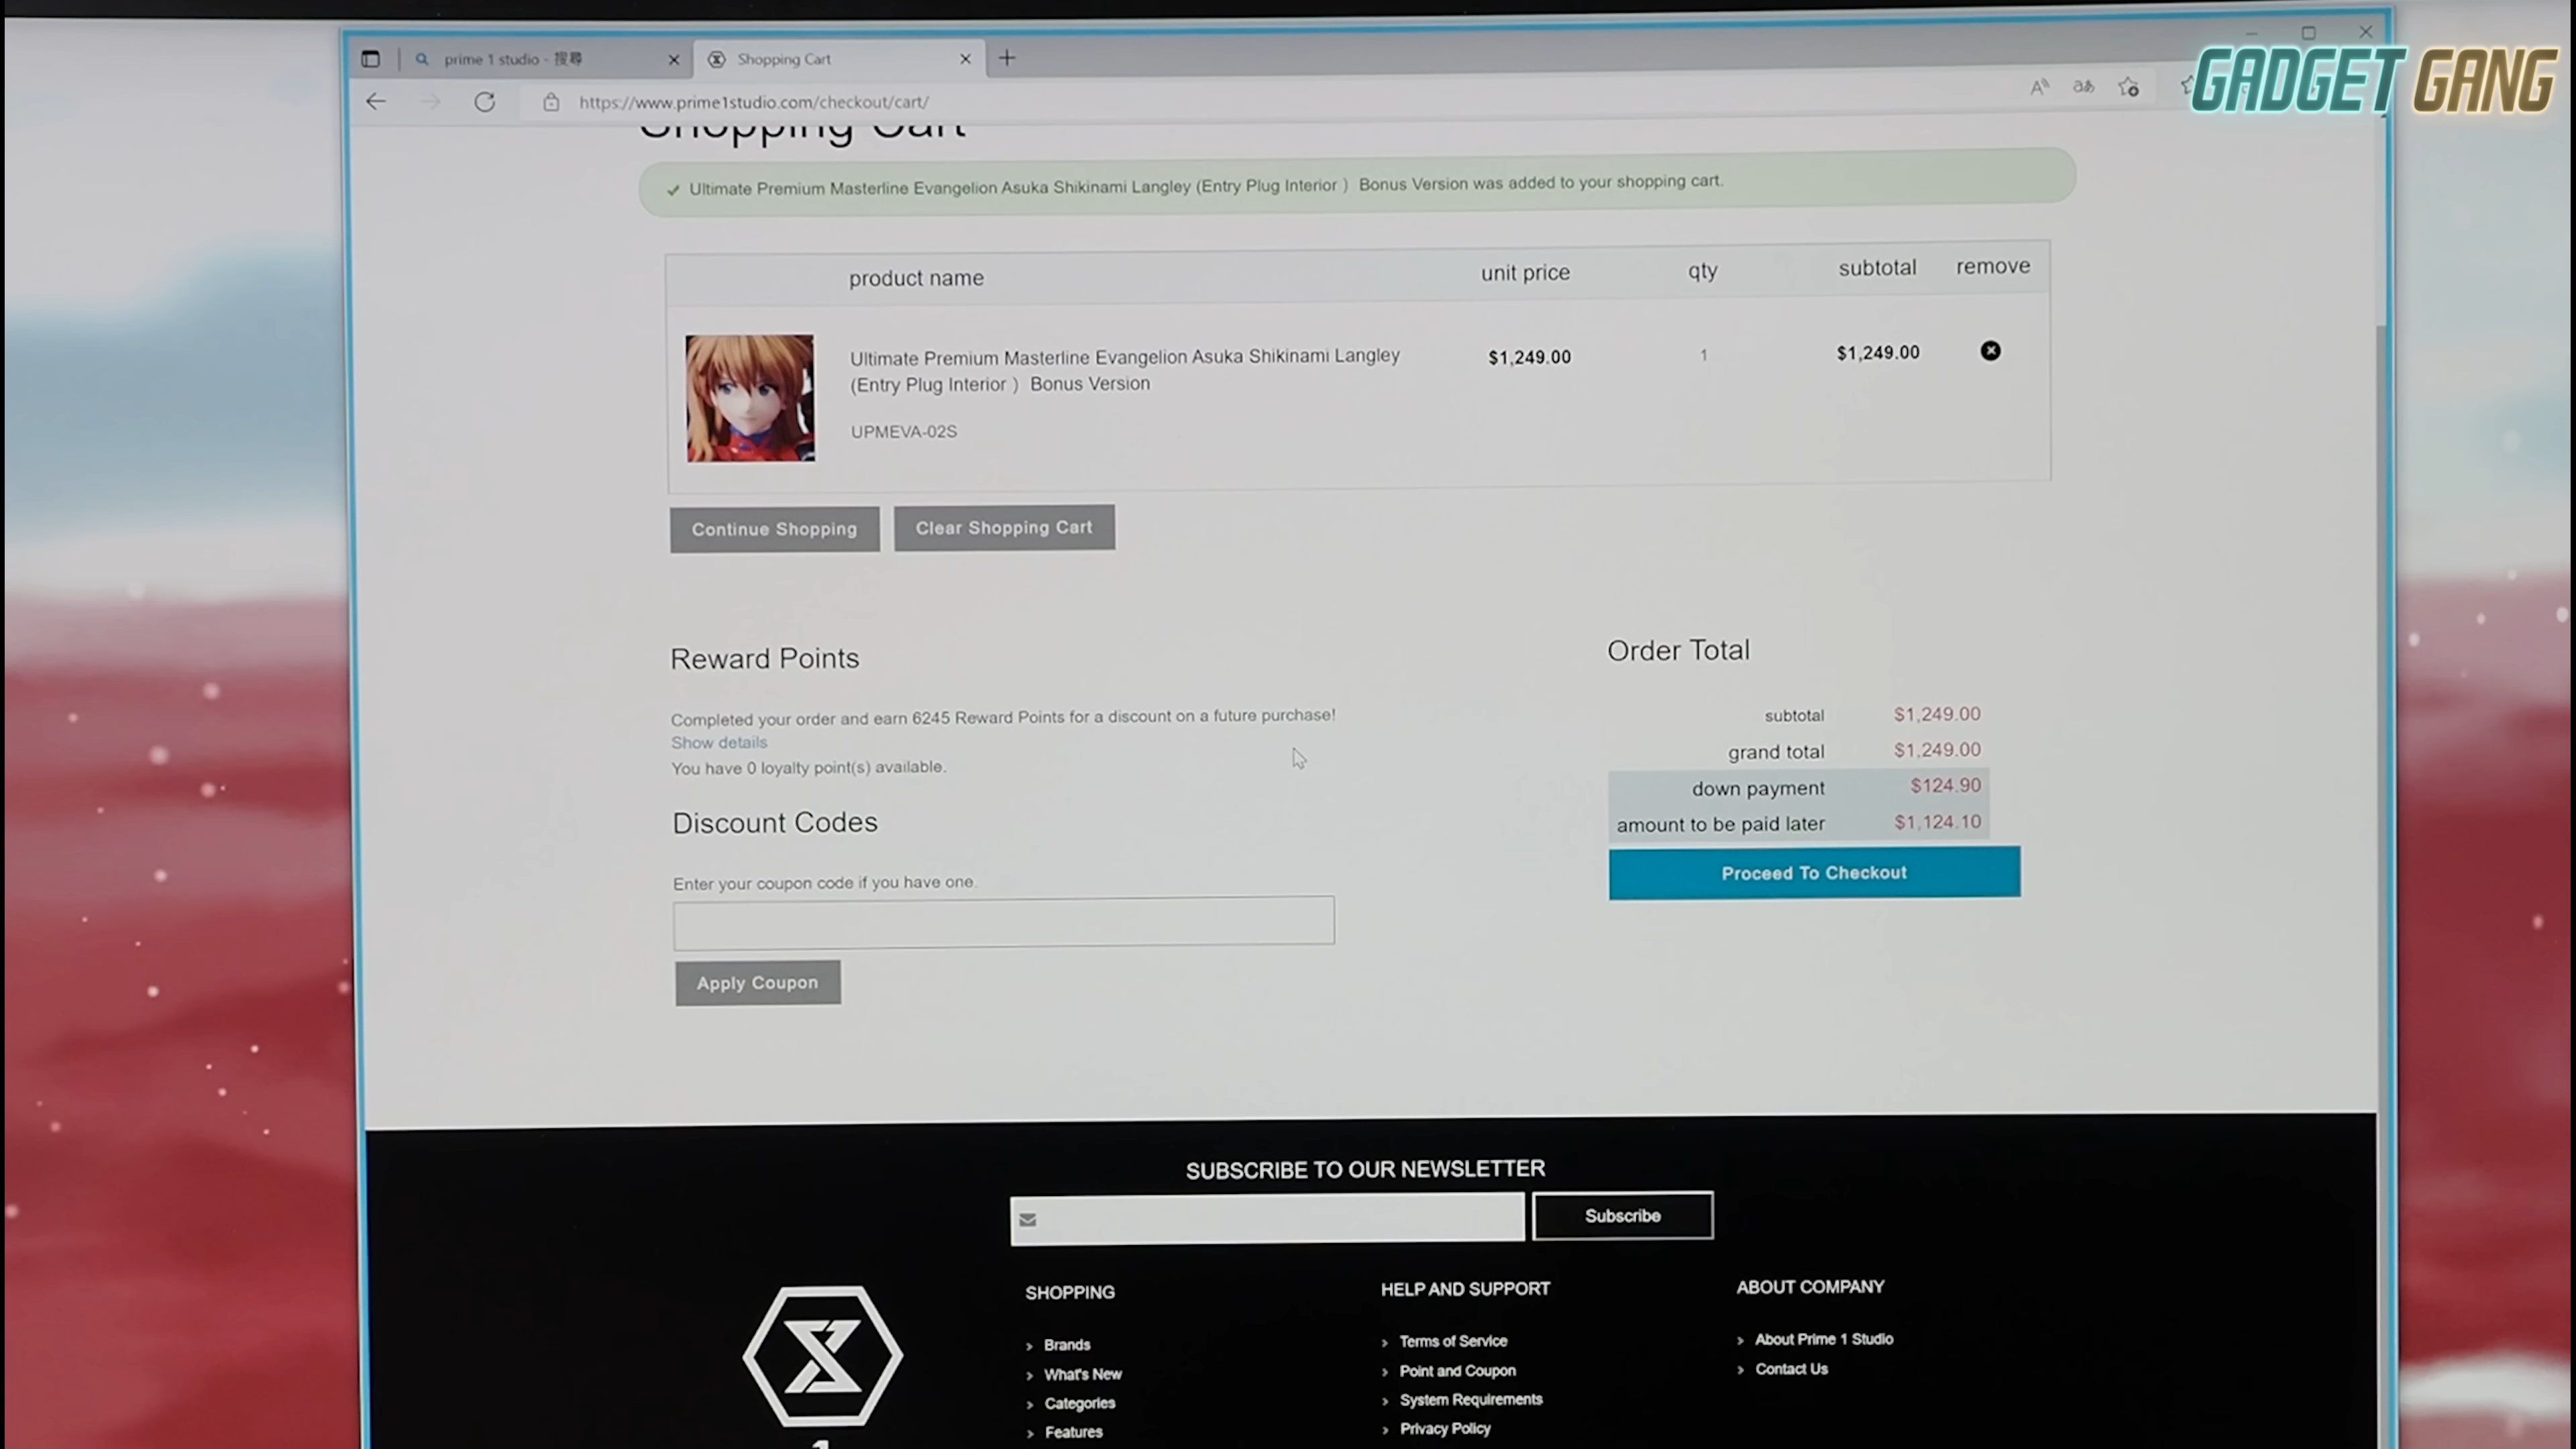 GADGET GANG
prime 1 studio - 搜尋
Shopping Cart
https://www.prime1studio.com/checkout/cart/
Shopping Cart
Ultimate Premium Masterline Evangelion Asuka Shikinami Langley (Entry Plug Interior ) Bonus Version was added to your shopping cart.
product name unit price qty subtotal remove
Ultimate Premium Masterline Evangelion Asuka Shikinami Langley $1,249.00 1 $1,249.00
(Entry Plug Interior ) Bonus Version
UPMEVA-02S
Continue Shopping Clear Shopping Cart
Reward Points
Completed your order and earn 6245 Reward Points for a discount on a future purchase!
Show details
You have 0 loyalty point(s) available.
Discount Codes
Enter your coupon code if you have one.
Apply Coupon
Order Total
subtotal $1,249.00
grand total $1,249.00
down payment $124.90
amount to be paid later $1,124.10
Proceed To Checkout
SUBSCRIBE TO OUR NEWSLETTER
Subscribe
SHOPPING
Brands
What's New
Categories
Features
HELP AND SUPPORT
Terms of Service
Point and Coupon
System Requirements
Privacy Policy
ABOUT COMPANY
About Prime 1 Studio
Contact Us